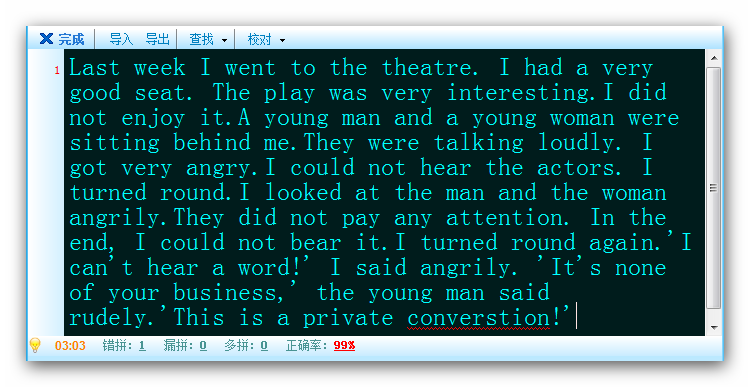 完成 导入 导出 查找 校对
1 Last week I went to the theatre. I had a very
good seat. The play was very interesting.I did
not enjoy it.A young man and a young woman were
sitting behind me.They were talking loudly. I
got very angry.I could not hear the actors. I
turned round.I looked at the man and the woman
angrily.They did not pay any attention. In the
end, I could not bear it.I turned round again.'I
can't hear a word!' I said angrily. 'It's none
of your business,' the young man said
rudely.'This is a private converstion!'
03:03 错拼: 1 漏拼: 0 多拼: 0 正确率: 99%